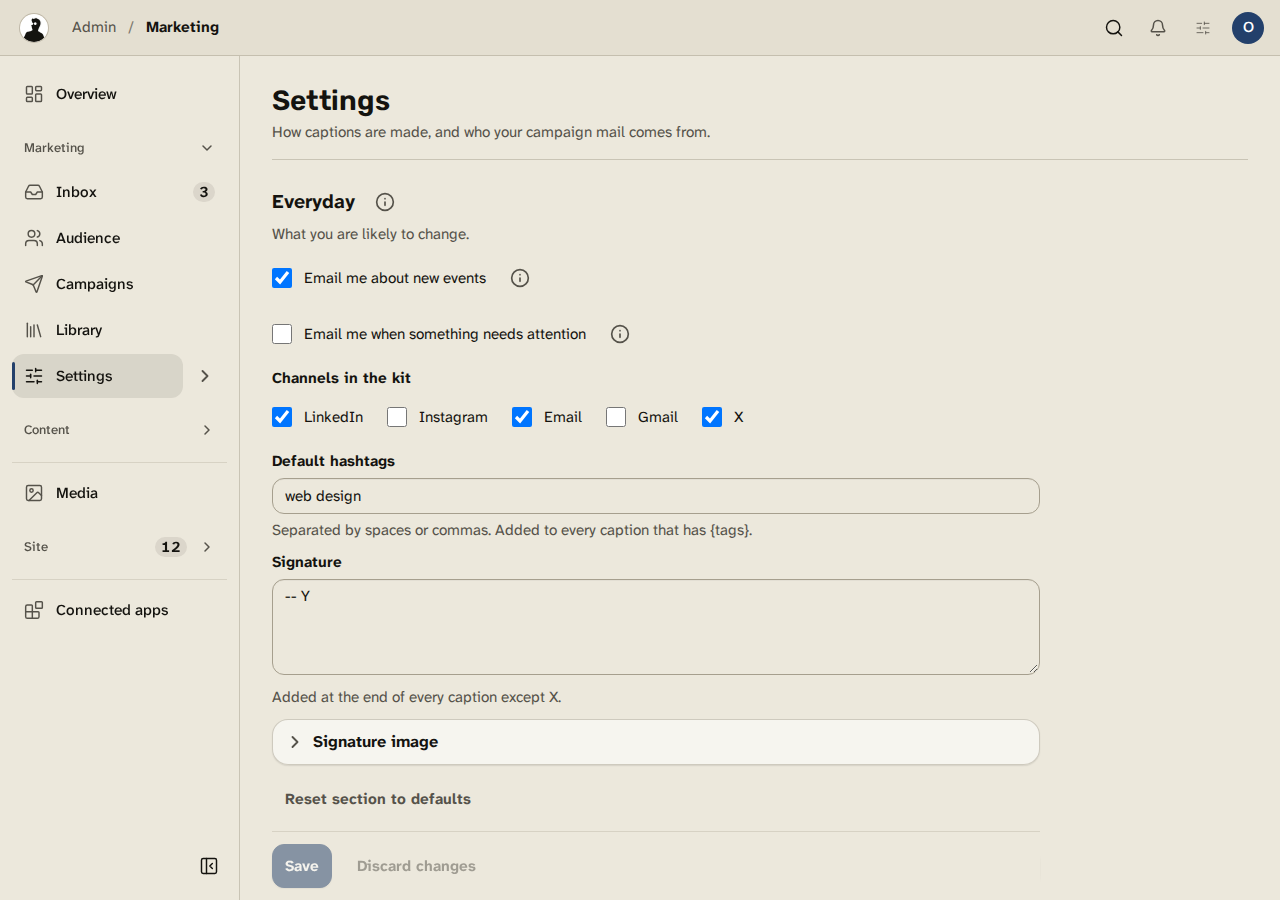 Admin / Marketing
O
Overview
Marketing
Inbox 3
Audience
Campaigns
Library
Settings
Content
Media
Site 12
Connected apps
Settings
How captions are made, and who your campaign mail comes from.
Everyday
What you are likely to change.
Email me about new events
Email me when something needs attention
Channels in the kit
LinkedIn Instagram Email Gmail X
Default hashtags
web design
Separated by spaces or commas. Added to every caption that has {tags}.
Signature
-- Y
Added at the end of every caption except X.
Signature image
Reset section to defaults
Save Discard changes